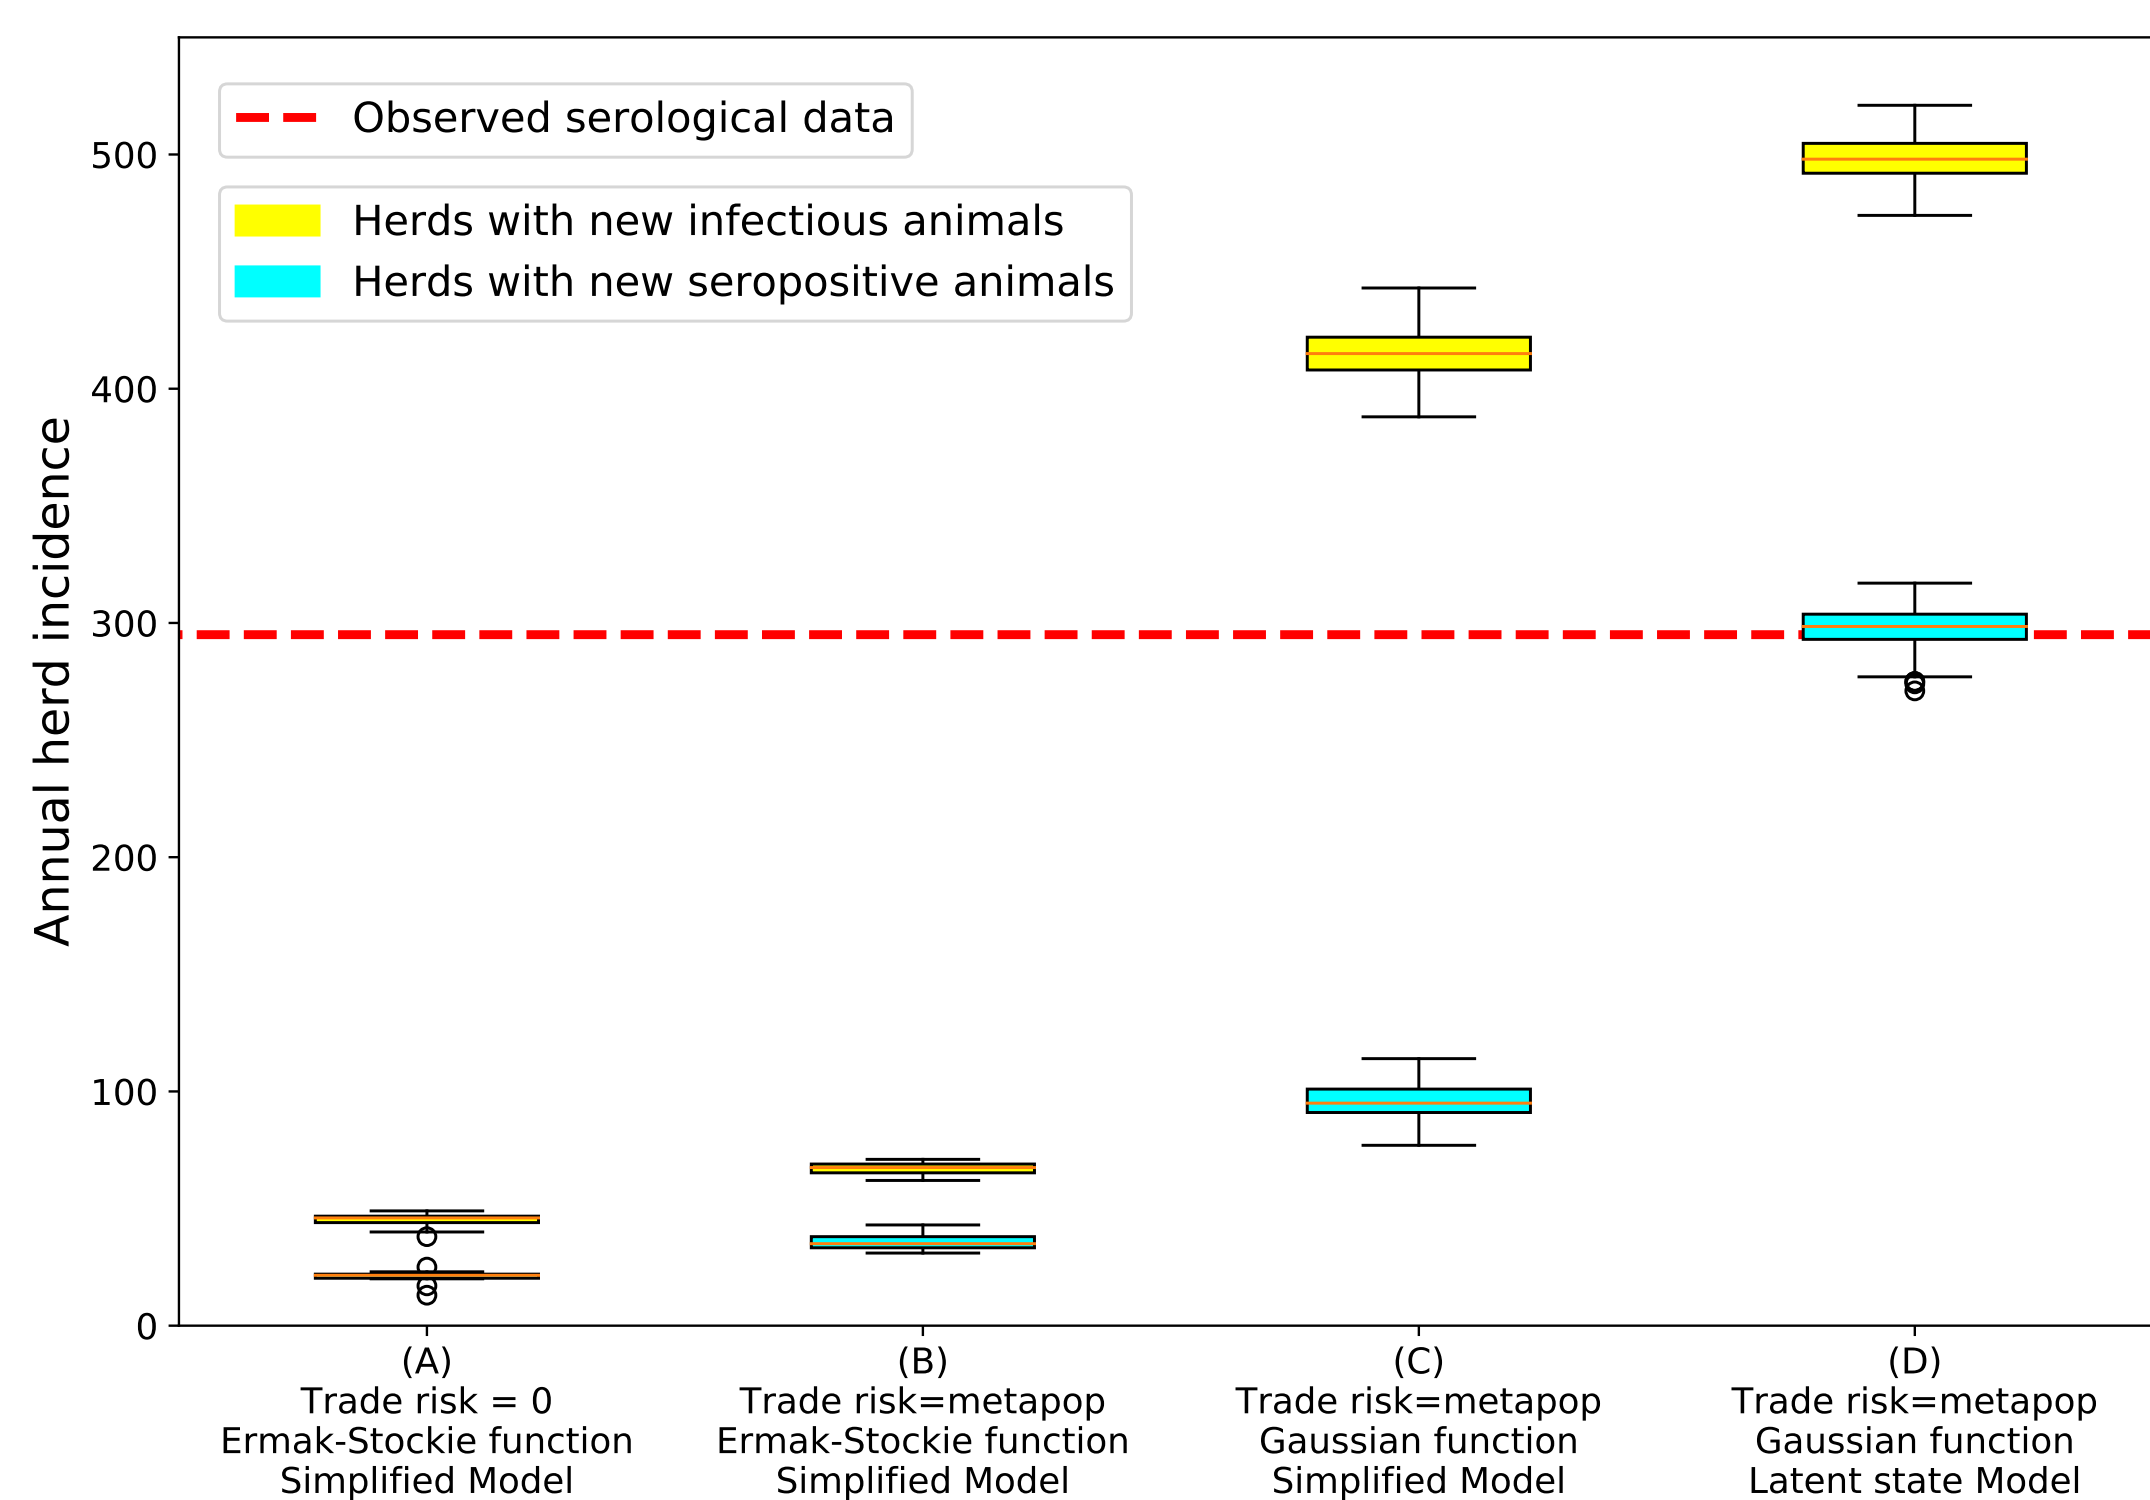 Observed serological data
Herds with new infectious animals
Herds with new seropositive animals
Annual herd incidence
500
400
300
200
100
0
(A)
Trade risk = 0
Ermak-Stockie function
Simplified Model
(B)
Trade risk=metapop
Ermak-Stockie function
Simplified Model
(C)
Trade risk=metapop
Gaussian function
Simplified Model
(D)
Trade risk=metapop
Gaussian function
Latent state Model